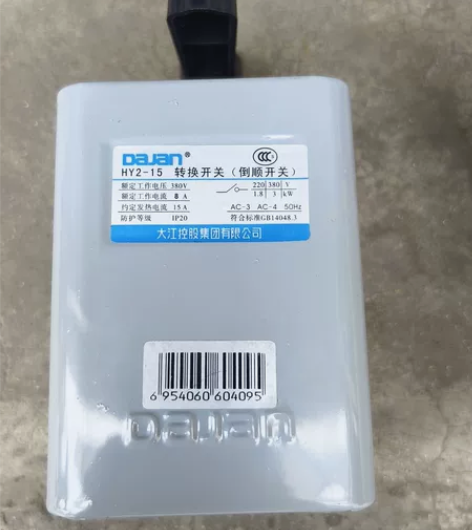 DAJIAN®
HY2-15 转换开关（倒顺开关）
额定工作电压 380V 220 380 V
额定工作电流 8 A 1.8 3 kW
约定发热电流 15A AC-3 AC-4 50Hz
防护等级 IP20 符合标准GB14048.3
大江控股集团有限公司
6 954060 604095
DAJIAN